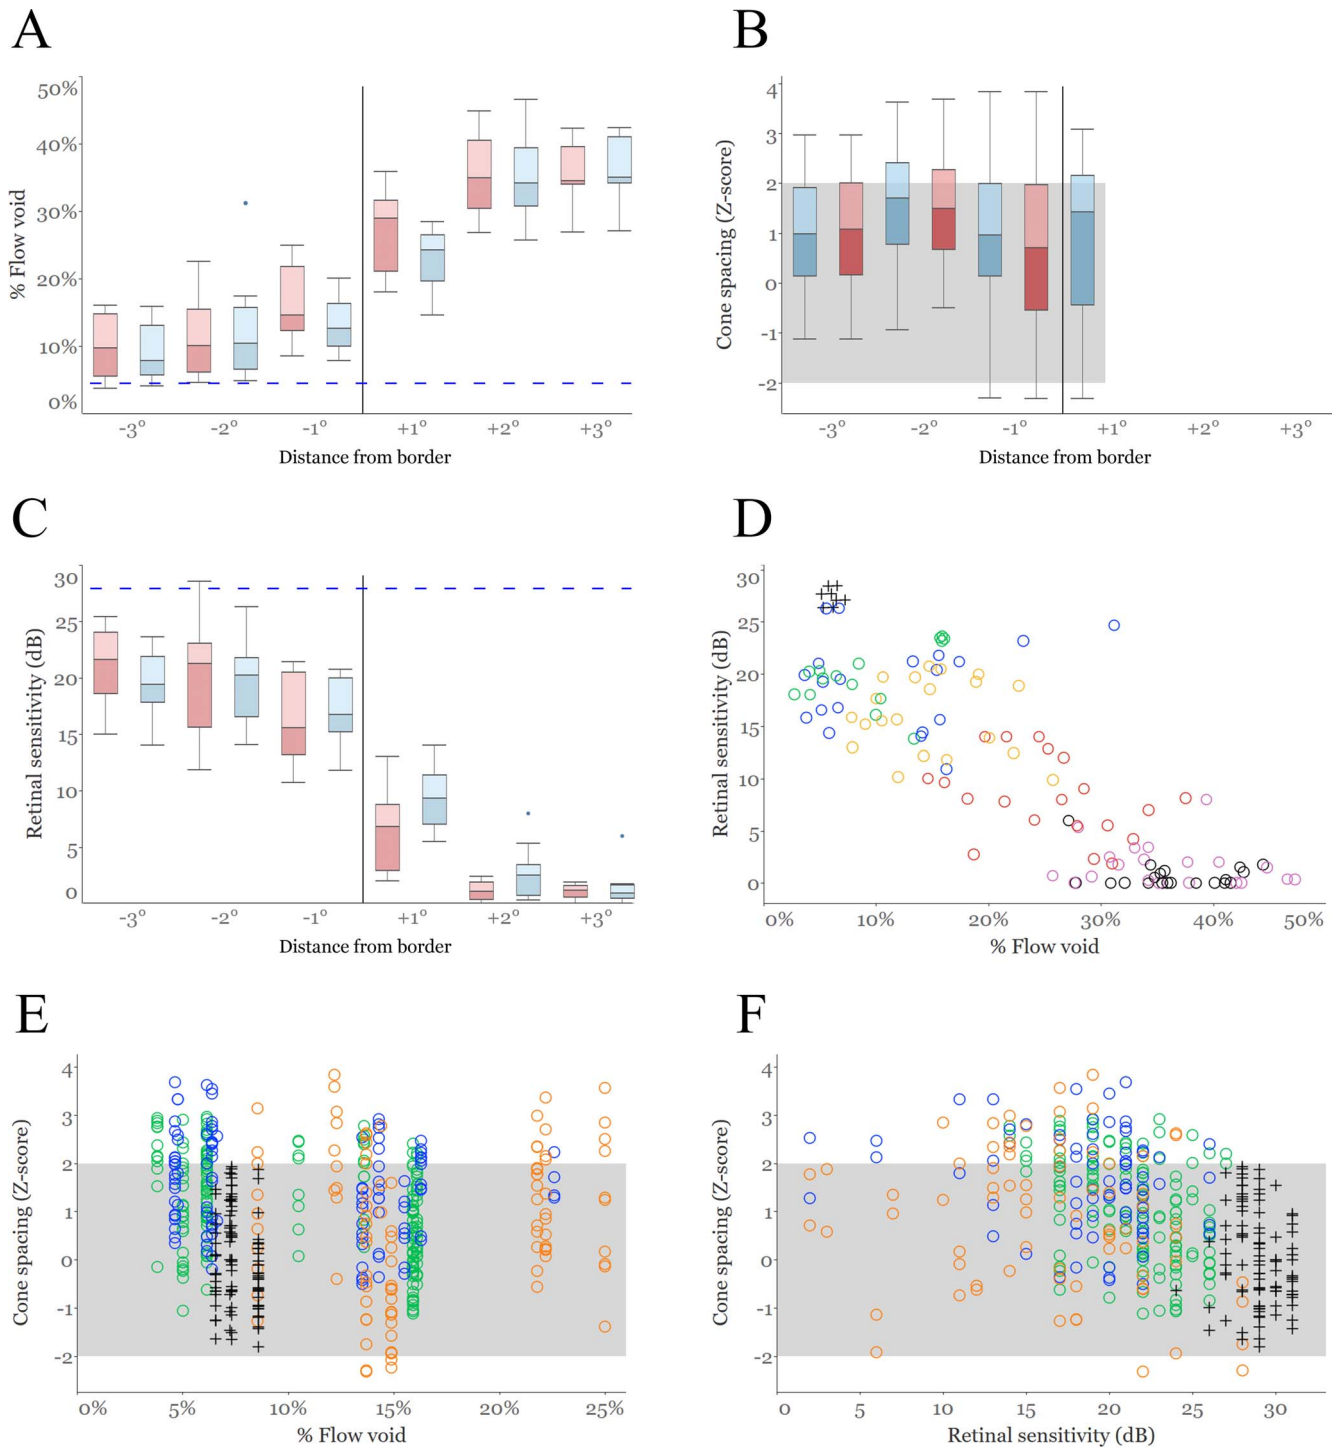 A
50%
40%
30%
20%
10%
0%
% Flow void
-3° -2° -1° +1° +2° +3°
Distance from border
B
4
3
2
1
0
-1
-2
Cone spacing (Z-score)
-3° -2° -1° +1° +2° +3°
Distance from border
C
30
25
20
15
10
5
0
Retinal sensitivity (dB)
-3° -2° -1° +1° +2° +3°
Distance from border
D
30
25
20
15
10
5
0
Retinal sensitivity (dB)
0% 10% 20% 30% 40% 50%
% Flow void
E
4
3
2
1
0
-1
-2
Cone spacing (Z-score)
0% 5% 10% 15% 20% 25%
% Flow void
F
4
3
2
1
0
-1
-2
Cone spacing (Z-score)
0 5 10 15 20 25 30
Retinal sensitivity (dB)